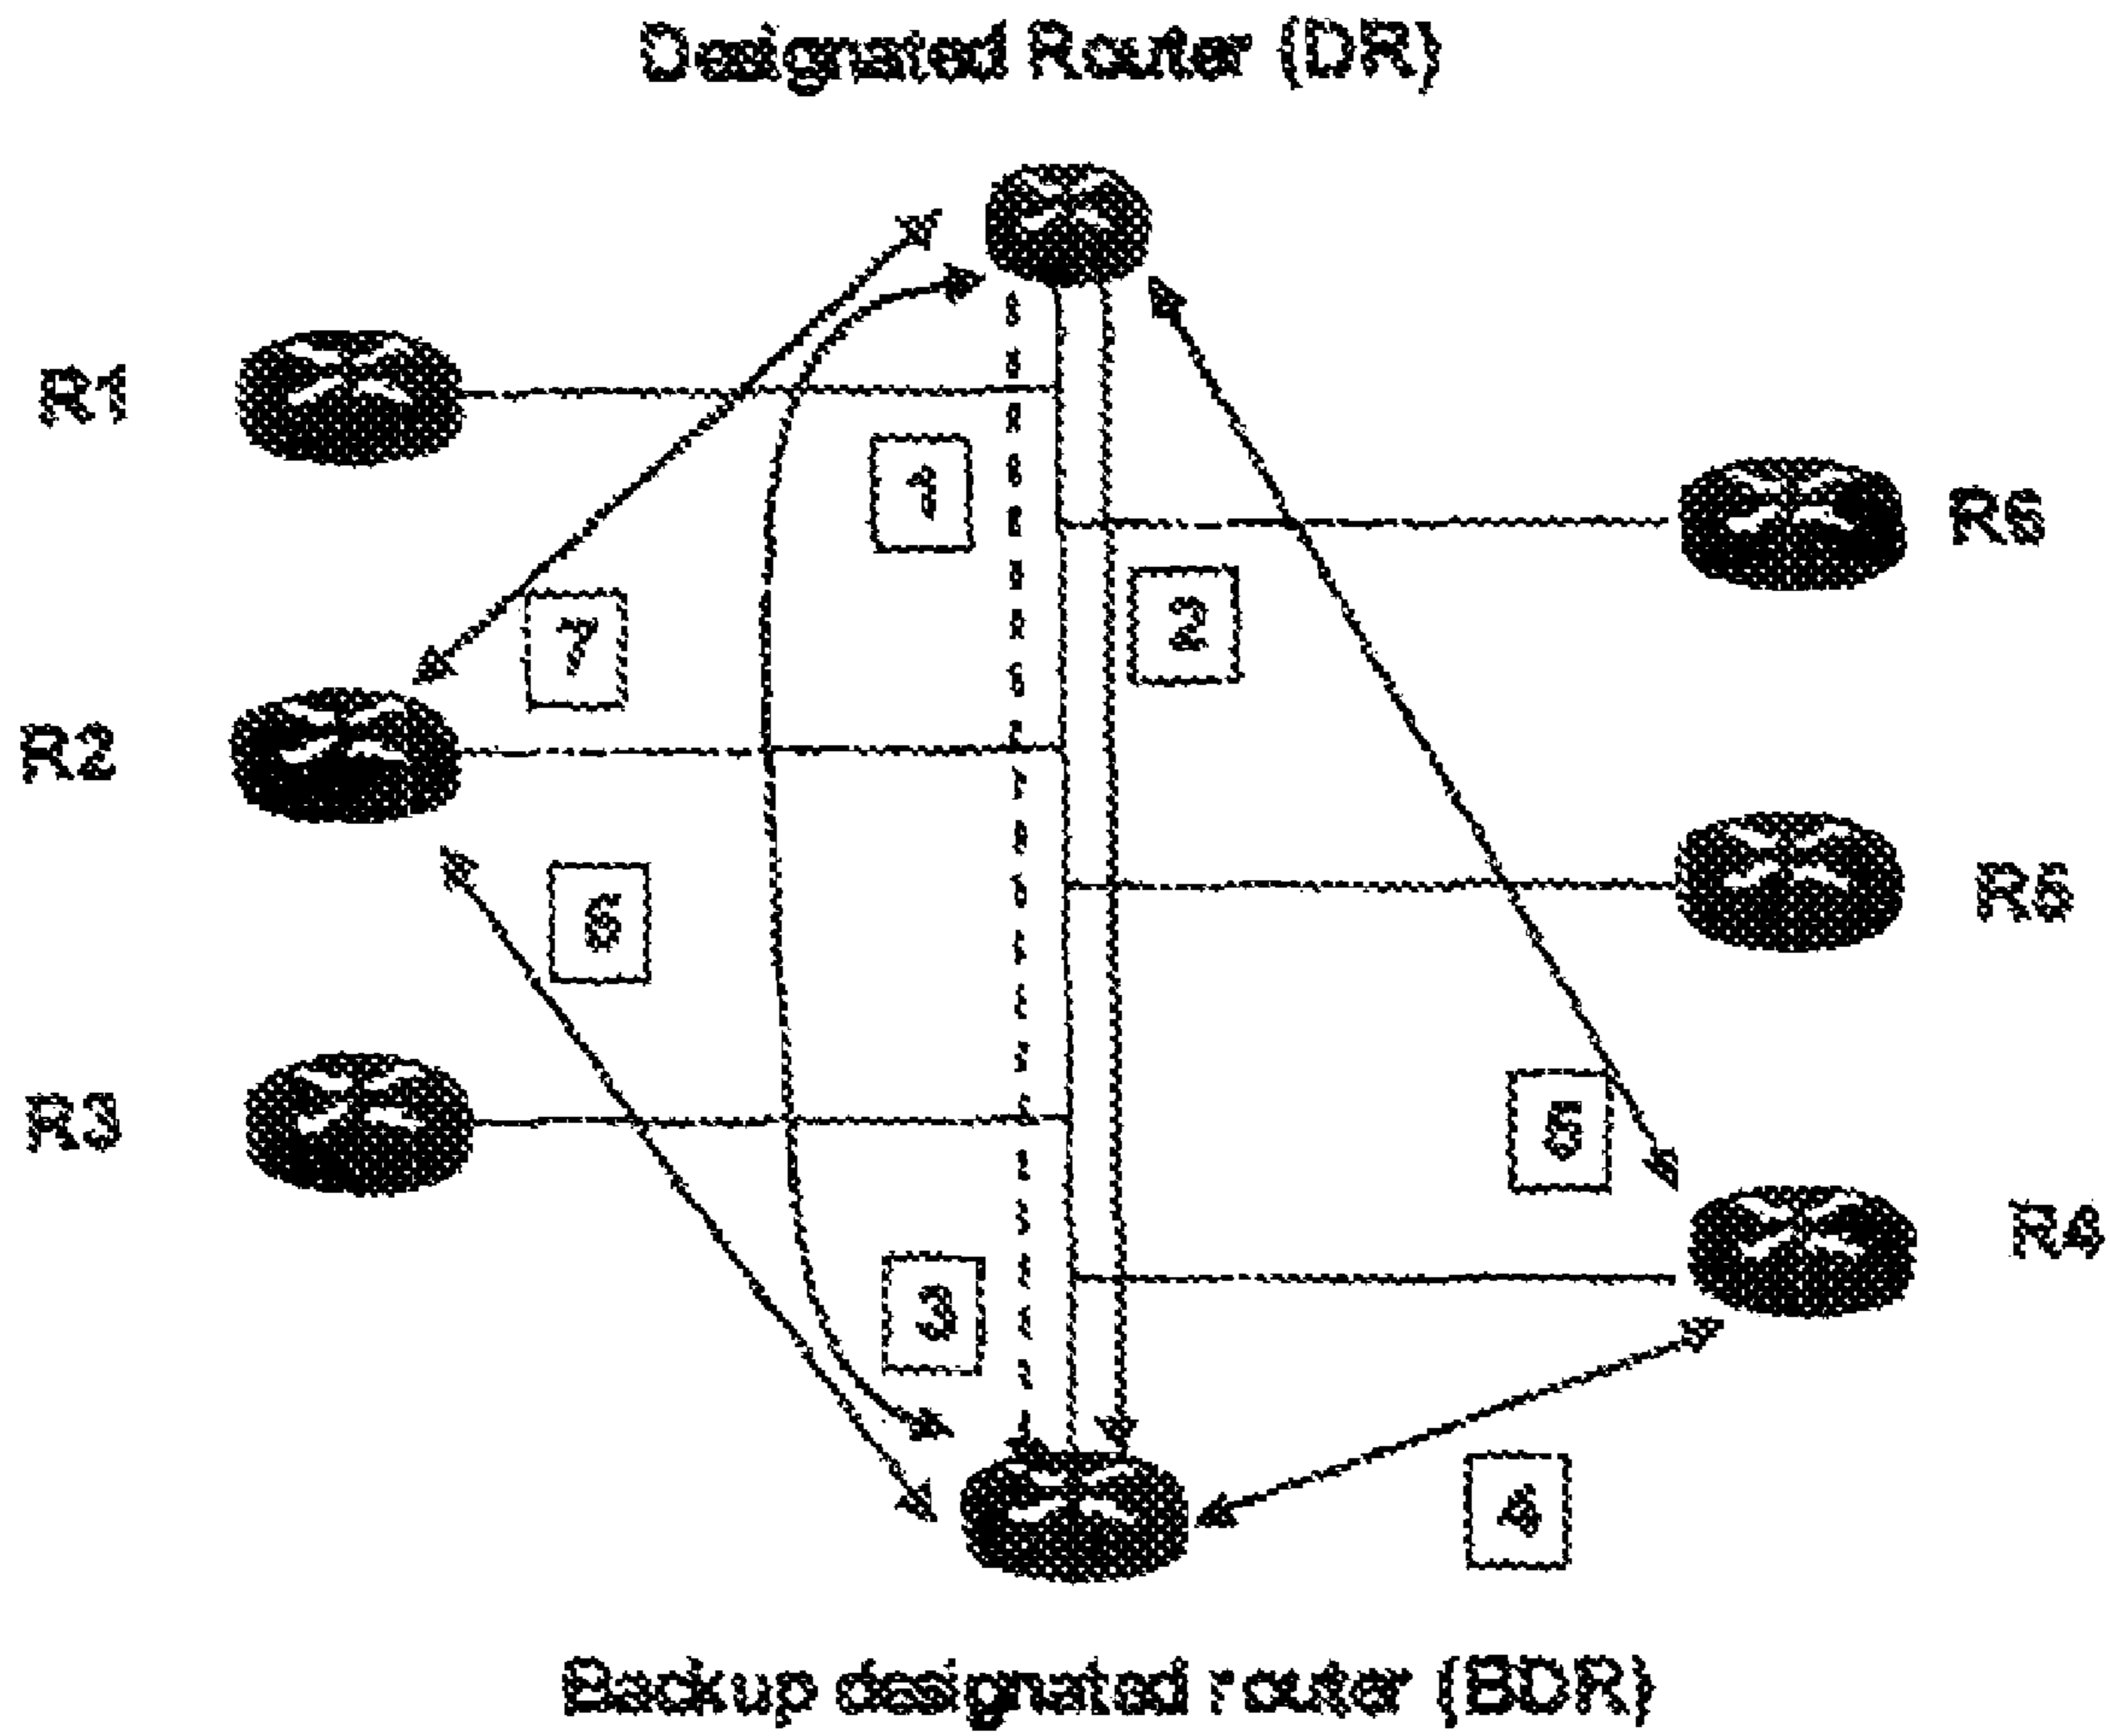 Designated Router (DR)
R1
1
R6
2
7
R2
6
R5
R3
5
R4
3
4
Backup designated router (BDR)